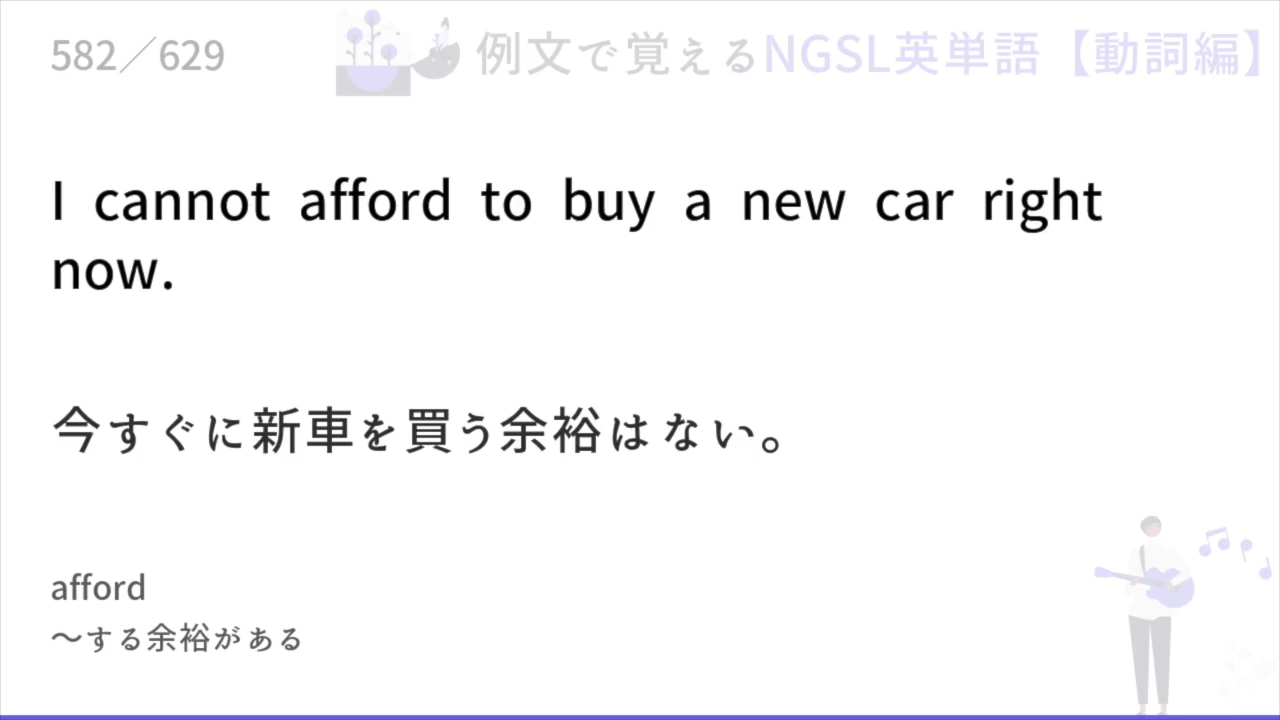 582／629
例文で覚えるNGSL英単語【動詞編】
I cannot afford to buy a new car right
now.
今すぐに新車を買う余裕はない。
afford
〜する余裕がある